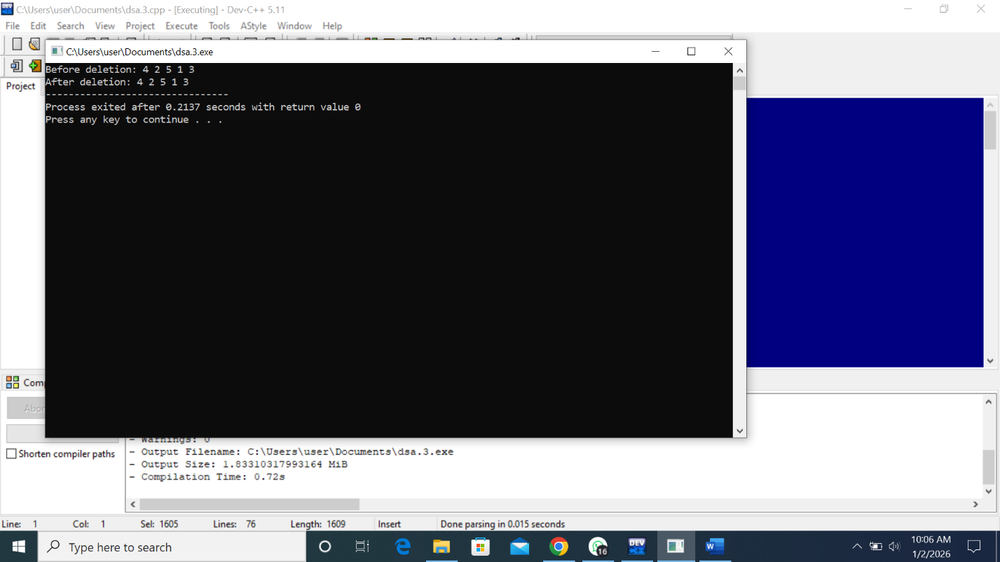 C:\Users\user\Documents\dsa.3.cpp - [Executing] - Dev-C++ 5.11
File Edit Search View Project Execute Tools AStyle Window Help
C:\Users\user\Documents\dsa.3.exe
Before deletion: 4 2 5 1 3
After deletion: 4 2 5 1 3
--------------------------------
Process exited after 0.2137 seconds with return value 0
Press any key to continue . . .
Project
Shorten compiler paths
- Warnings: 0
- Output Filename: C:\Users\user\Documents\dsa.3.exe
- Output Size: 1.83310317993164 MiB
- Compilation Time: 0.72s
Line: 1 Col: 1 Sel: 1605 Lines: 76 Length: 1609 Insert Done parsing in 0.015 seconds
Type here to search
16
DEV C++
W
10:06 AM
1/2/2026